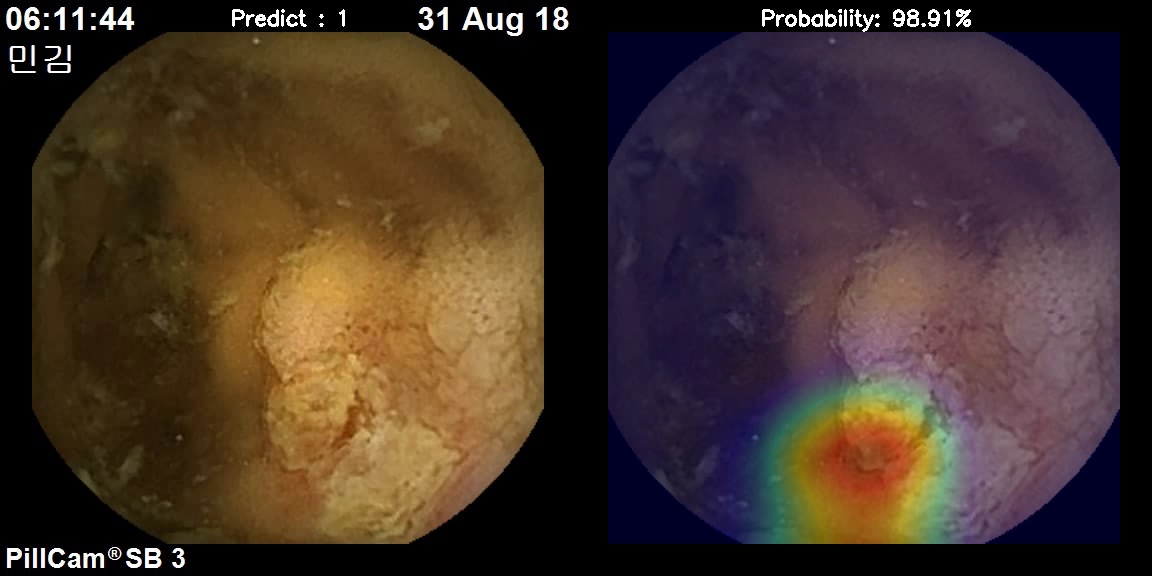 06:11:44
Predict : 1
31 Aug 18
Probability: 98.91%
민김
PillCam® SB 3